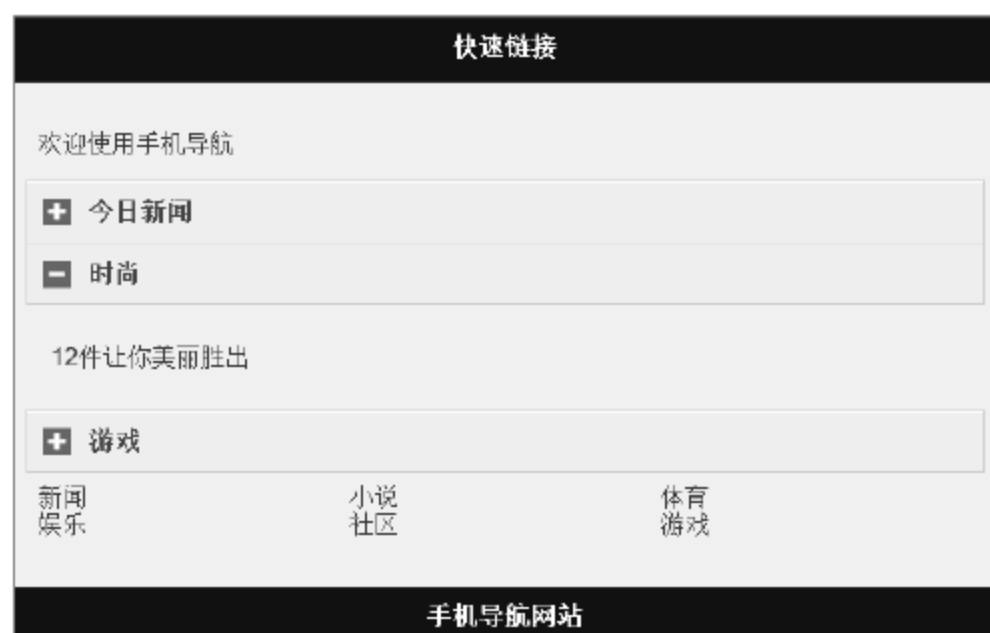 快速链接
欢迎使用手机导航
今日新闻
时尚
12件让你美丽胜出
游戏
新闻 小说 体育
娱乐 社区 游戏
手机导航网站